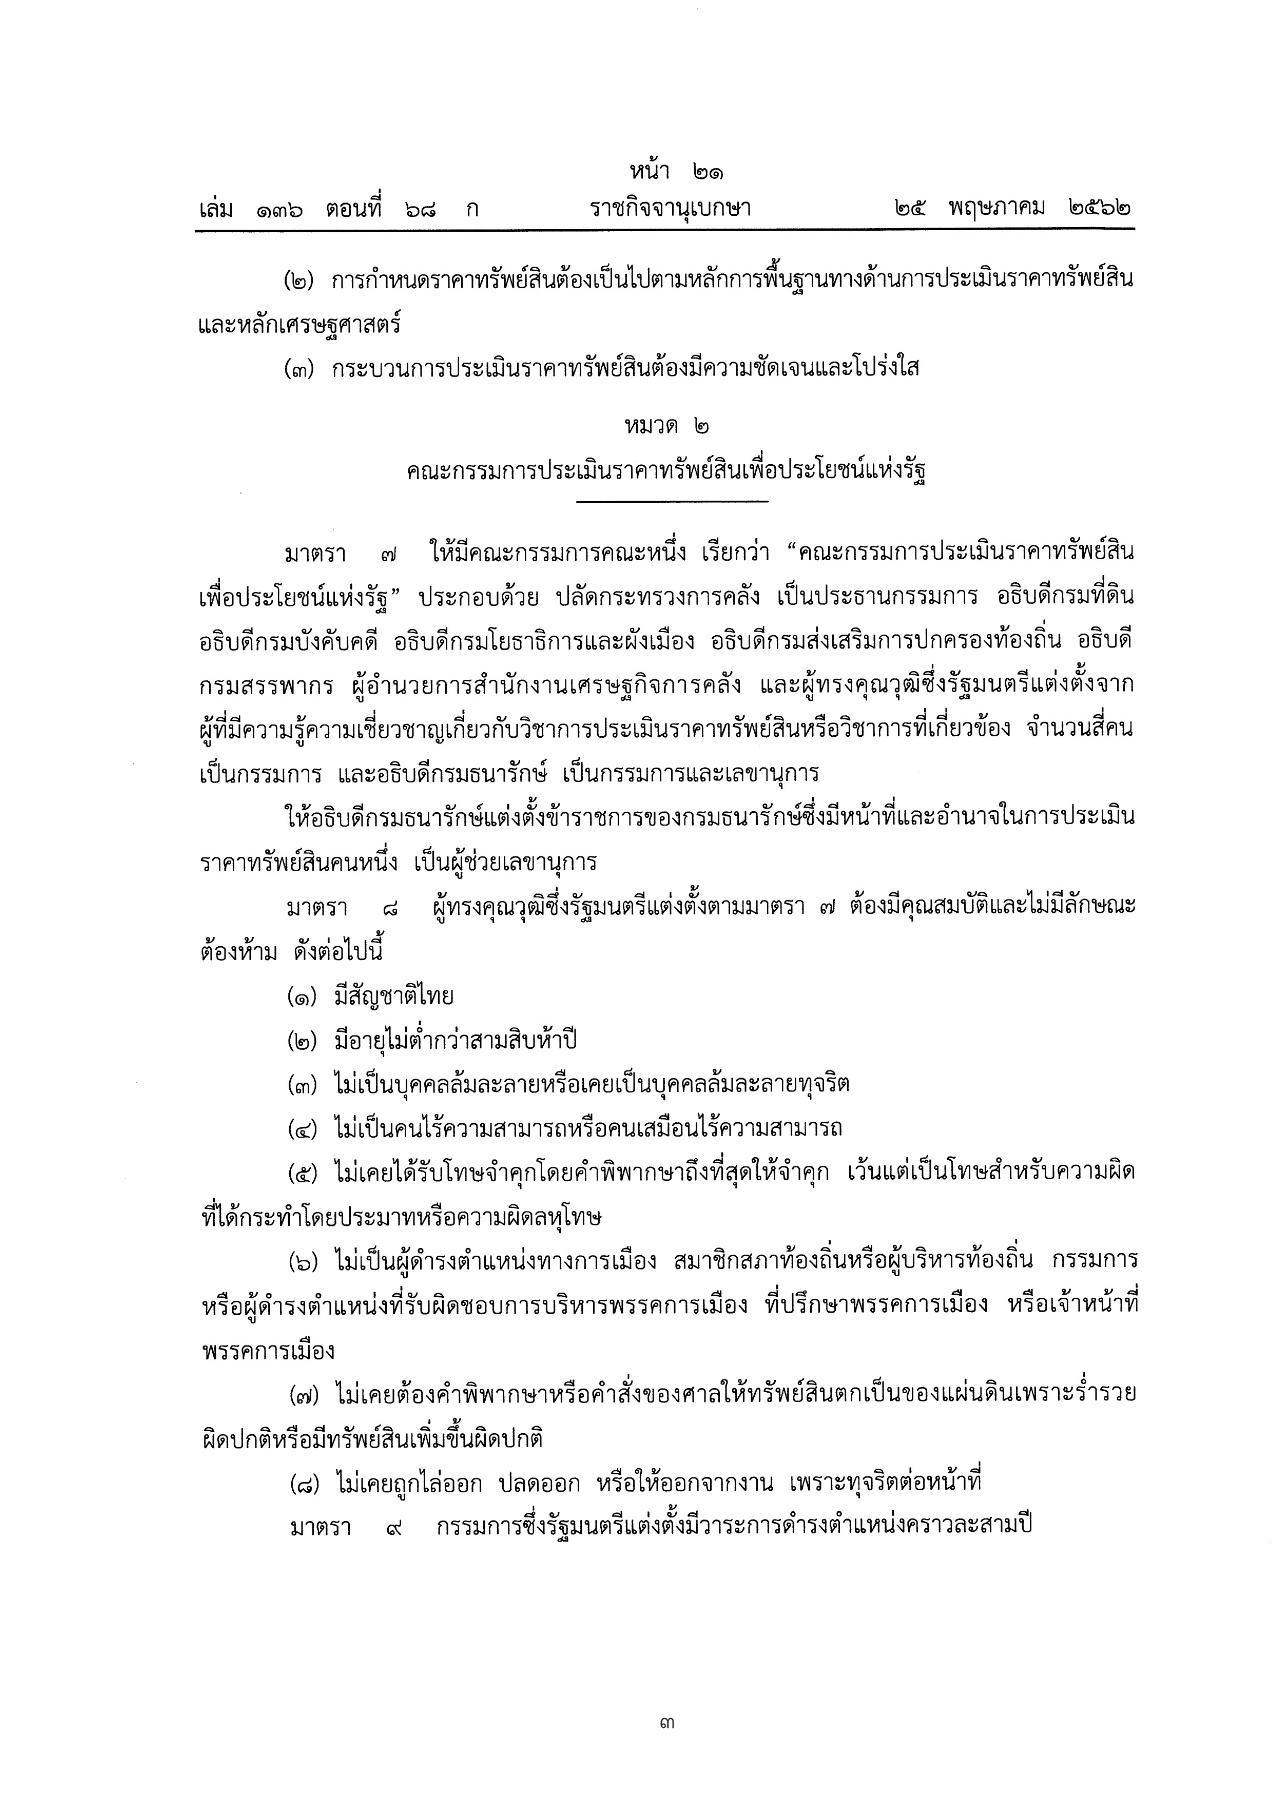 หน้า ๒๑
เล่ม ๑๓๖ ตอนที่ ๖๘ ก ราชกิจจานุเบกษา ๒๕ พฤษภาคม ๒๕๖๒
(๒) การกำหนดราคาทรัพย์สินต้องเป็นไปตามหลักการพื้นฐานทางด้านการประเมินราคาทรัพย์สิน
และหลักเศรษฐศาสตร์
(๓) กระบวนการประเมินราคาทรัพย์สินต้องมีความชัดเจนและโปร่งใส
หมวด ๒
คณะกรรมการประเมินราคาทรัพย์สินเพื่อประโยชน์แห่งรัฐ
มาตรา ๗ ให้มีคณะกรรมการคณะหนึ่ง เรียกว่า “คณะกรรมการประเมินราคาทรัพย์สิน
เพื่อประโยชน์แห่งรัฐ” ประกอบด้วย ปลัดกระทรวงการคลัง เป็นประธานกรรมการ อธิบดีกรมที่ดิน
อธิบดีกรมบังคับคดี อธิบดีกรมโยธาธิการและผังเมือง อธิบดีกรมส่งเสริมการปกครองท้องถิ่น อธิบดี
กรมสรรพากร ผู้อำนวยการสำนักงานเศรษฐกิจการคลัง และผู้ทรงคุณวุฒิซึ่งรัฐมนตรีแต่งตั้งจาก
ผู้ที่มีความรู้ความเชี่ยวชาญเกี่ยวกับวิชาการประเมินราคาทรัพย์สินหรือวิชาการที่เกี่ยวข้อง จำนวนสี่คน
เป็นกรรมการ และอธิบดีกรมธนารักษ์ เป็นกรรมการและเลขานุการ
ให้อธิบดีกรมธนารักษ์แต่งตั้งข้าราชการของกรมธนารักษ์ซึ่งมีหน้าที่และอำนาจในการประเมิน
ราคาทรัพย์สินคนหนึ่ง เป็นผู้ช่วยเลขานุการ
มาตรา ๘ ผู้ทรงคุณวุฒิซึ่งรัฐมนตรีแต่งตั้งตามมาตรา ๗ ต้องมีคุณสมบัติและไม่มีลักษณะ
ต้องห้าม ดังต่อไปนี้
(๑) มีสัญชาติไทย
(๒) มีอายุไม่ต่ำกว่าสามสิบห้าปี
(๓) ไม่เป็นบุคคลล้มละลายหรือเคยเป็นบุคคลล้มละลายทุจริต
(๔) ไม่เป็นคนไร้ความสามารถหรือคนเสมือนไร้ความสามารถ
(๕) ไม่เคยได้รับโทษจำคุกโดยคำพิพากษาถึงที่สุดให้จำคุก เว้นแต่เป็นโทษสำหรับความผิด
ที่ได้กระทำโดยประมาทหรือความผิดลหุโทษ
(๖) ไม่เป็นผู้ดำรงตำแหน่งทางการเมือง สมาชิกสภาท้องถิ่นหรือผู้บริหารท้องถิ่น กรรมการ
หรือผู้ดำรงตำแหน่งที่รับผิดชอบการบริหารพรรคการเมือง ที่ปรึกษาพรรคการเมือง หรือเจ้าหน้าที่
พรรคการเมือง
(๗) ไม่เคยต้องคำพิพากษาหรือคำสั่งของศาลให้ทรัพย์สินตกเป็นของแผ่นดินเพราะร่ำรวย
ผิดปกติหรือมีทรัพย์สินเพิ่มขึ้นผิดปกติ
(๘) ไม่เคยถูกไล่ออก ปลดออก หรือให้ออกจากงาน เพราะทุจริตต่อหน้าที่
มาตรา ๙ กรรมการซึ่งรัฐมนตรีแต่งตั้งมีวาระการดำรงตำแหน่งคราวละสามปี
๓